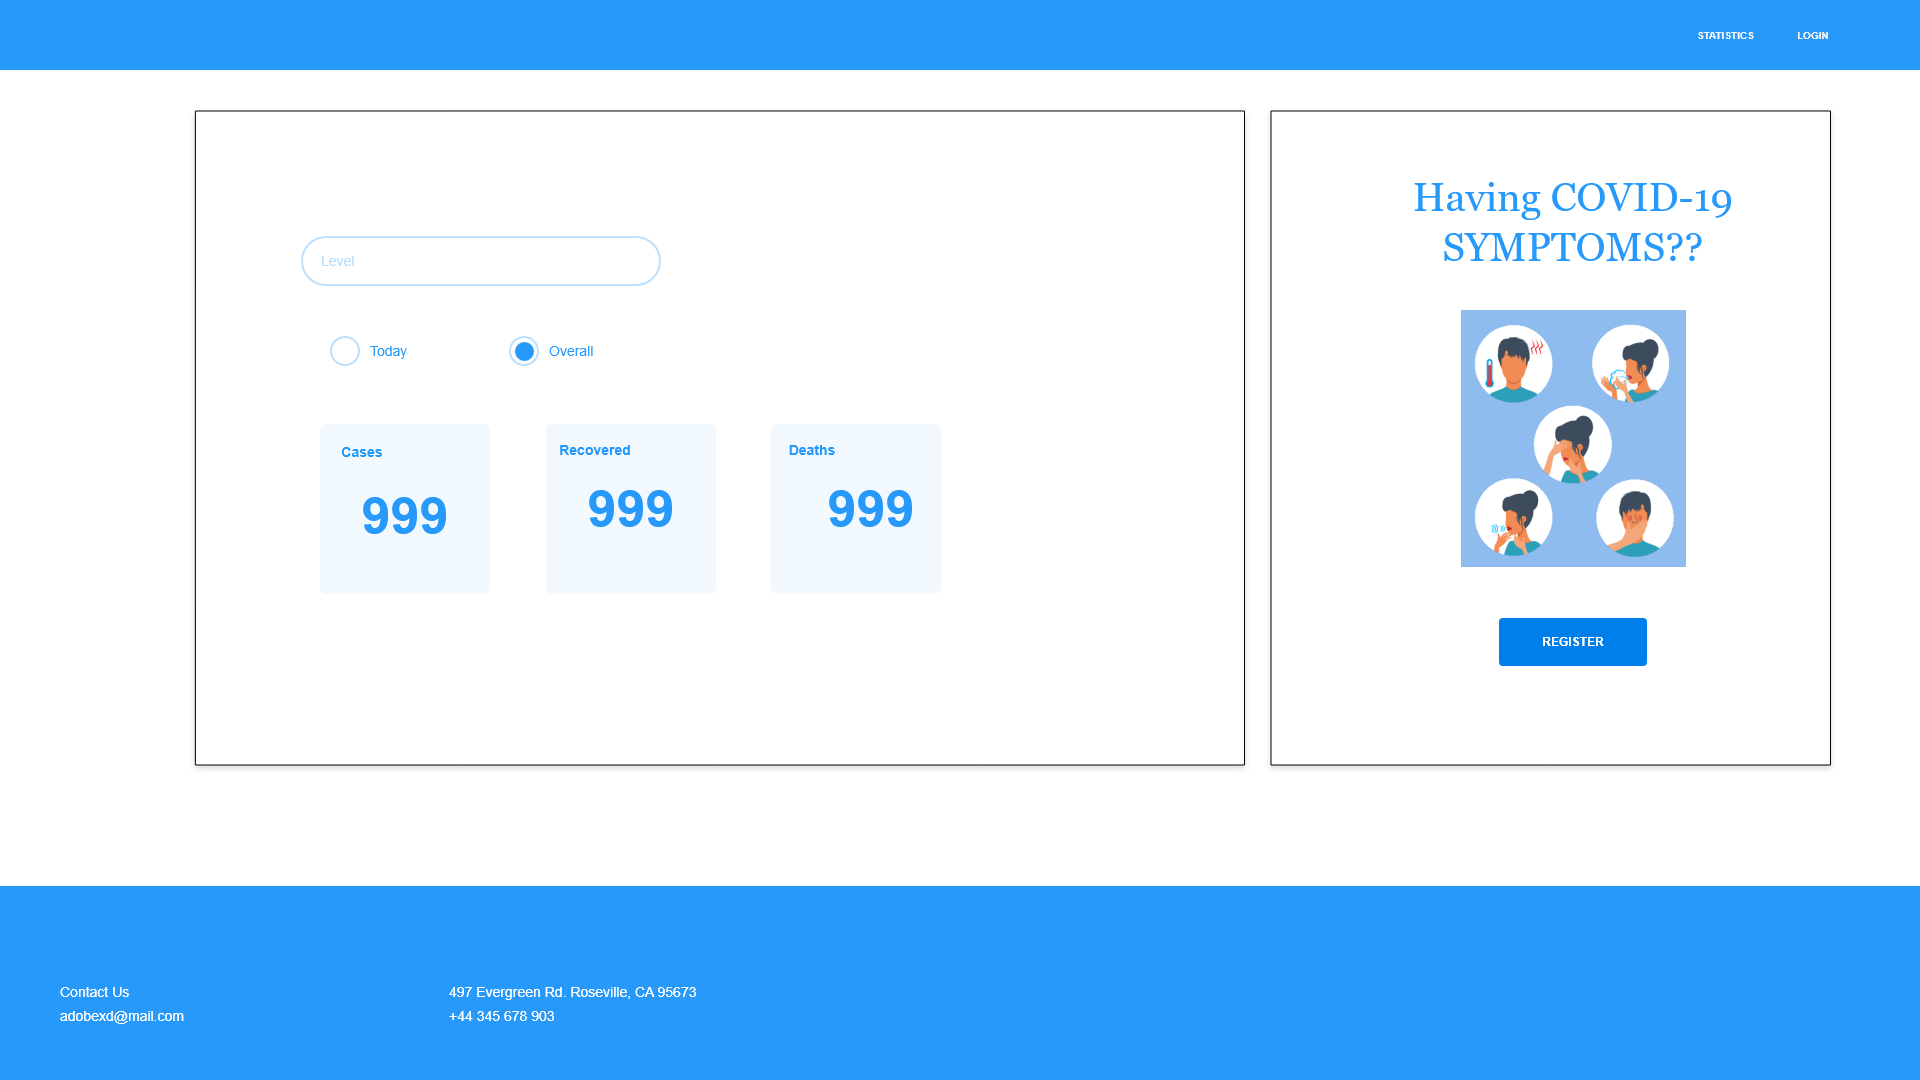 STATISTICS
LOGIN
Level
Today
Overall
Cases
999
Recovered
999
Deaths
999
Having COVID-19
SYMPTOMS??
REGISTER
Contact Us
adobexd@mail.com
497 Evergreen Rd. Roseville, CA 95673
+44 345 678 903